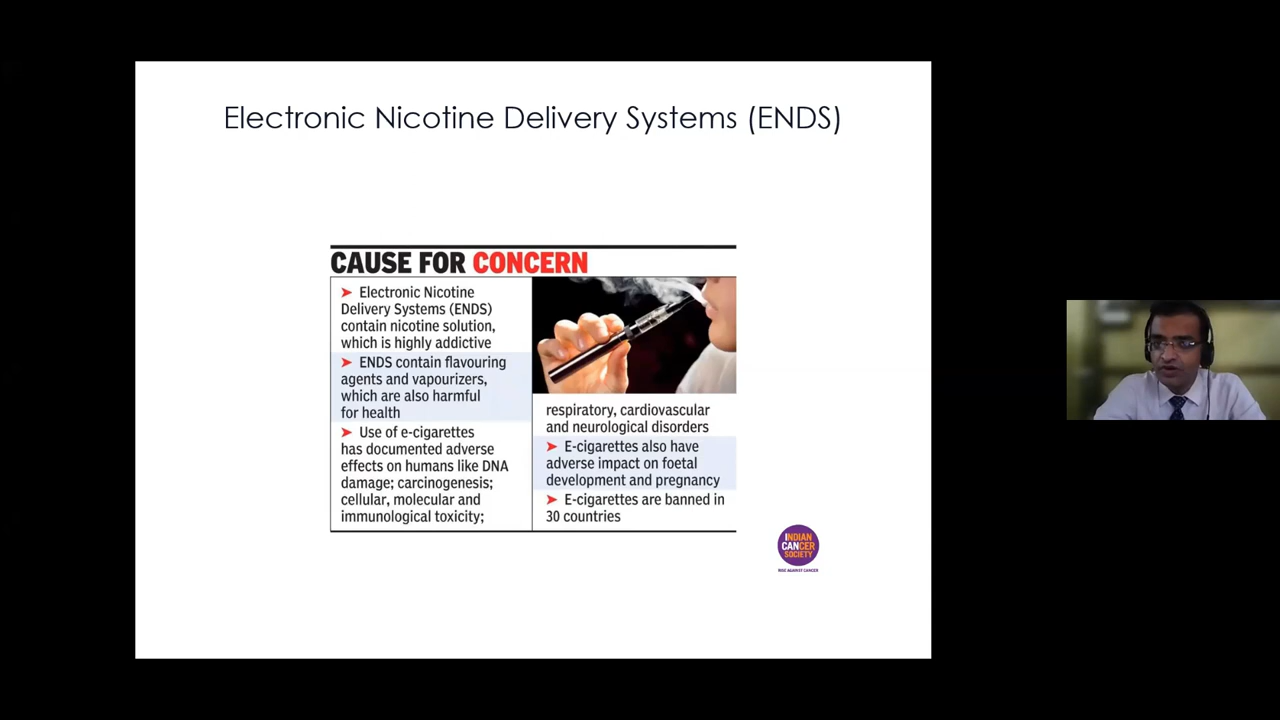 Electronic Nicotine Delivery Systems (ENDS)
CAUSE FOR CONCERN
➤ Electronic Nicotine
Delivery Systems (ENDS)
contain nicotine solution,
which is highly addictive
➤ ENDS contain flavouring
agents and vapourizers,
which are also harmful
for health
➤ Use of e-cigarettes
has documented adverse
effects on humans like DNA
damage; carcinogenesis;
cellular, molecular and
immunological toxicity;
respiratory, cardiovascular
and neurological disorders
➤ E-cigarettes also have
adverse impact on foetal
development and pregnancy
➤ E-cigarettes are banned in
30 countries
INDIAN
CANCER
SOCIETY
RISE AGAINST CANCER